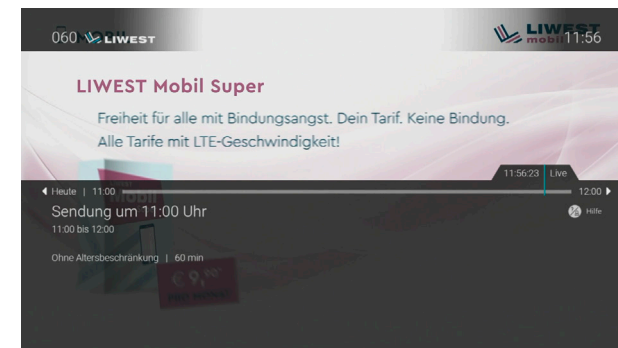 060 LIWEST
LIWEST
mobil 11:56
LIWEST Mobil Super
Freiheit für alle mit Bindungsangst. Dein Tarif. Keine Bindung.
Alle Tarife mit LTE-Geschwindigkeit!
11:56:23 Live
Heute | 11:00 12:00
Sendung um 11:00 Uhr
Hilfe
11:00 bis 12:00
Ohne Altersbeschränkung | 60 min
€ 9,90